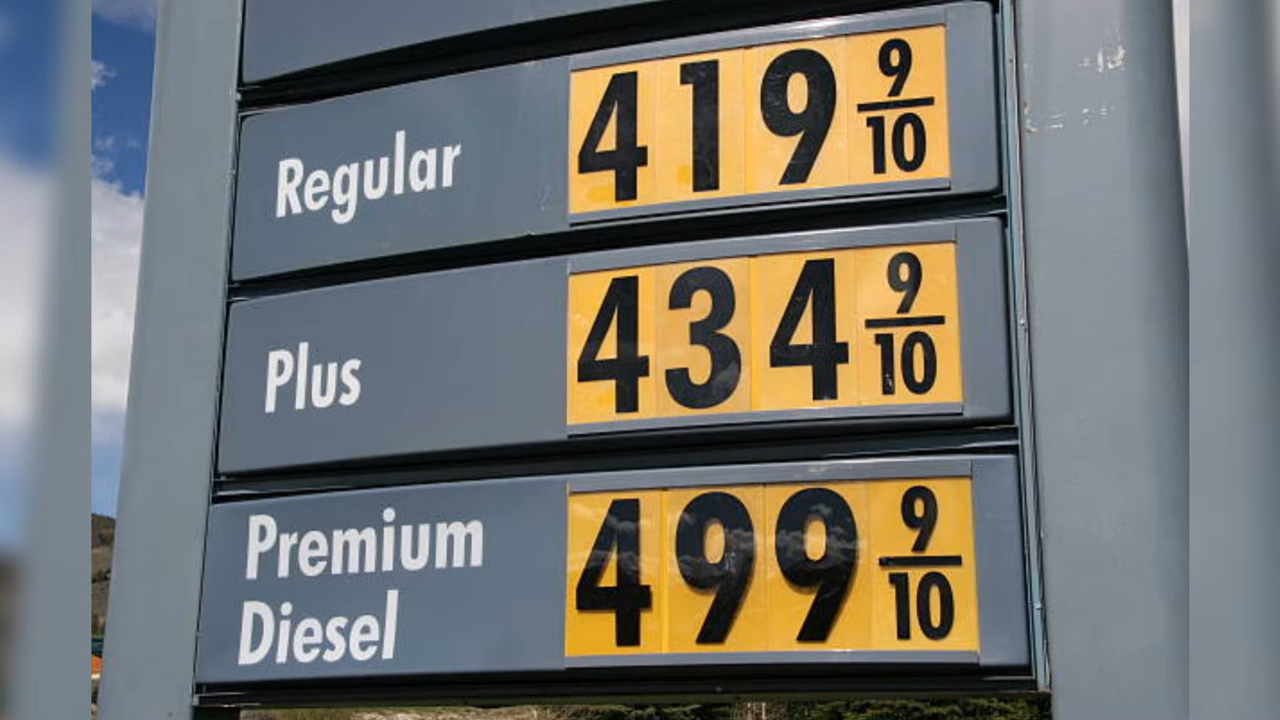 Regular 419 9/10
Plus 434 9/10
Premium
Diesel 499 9/10